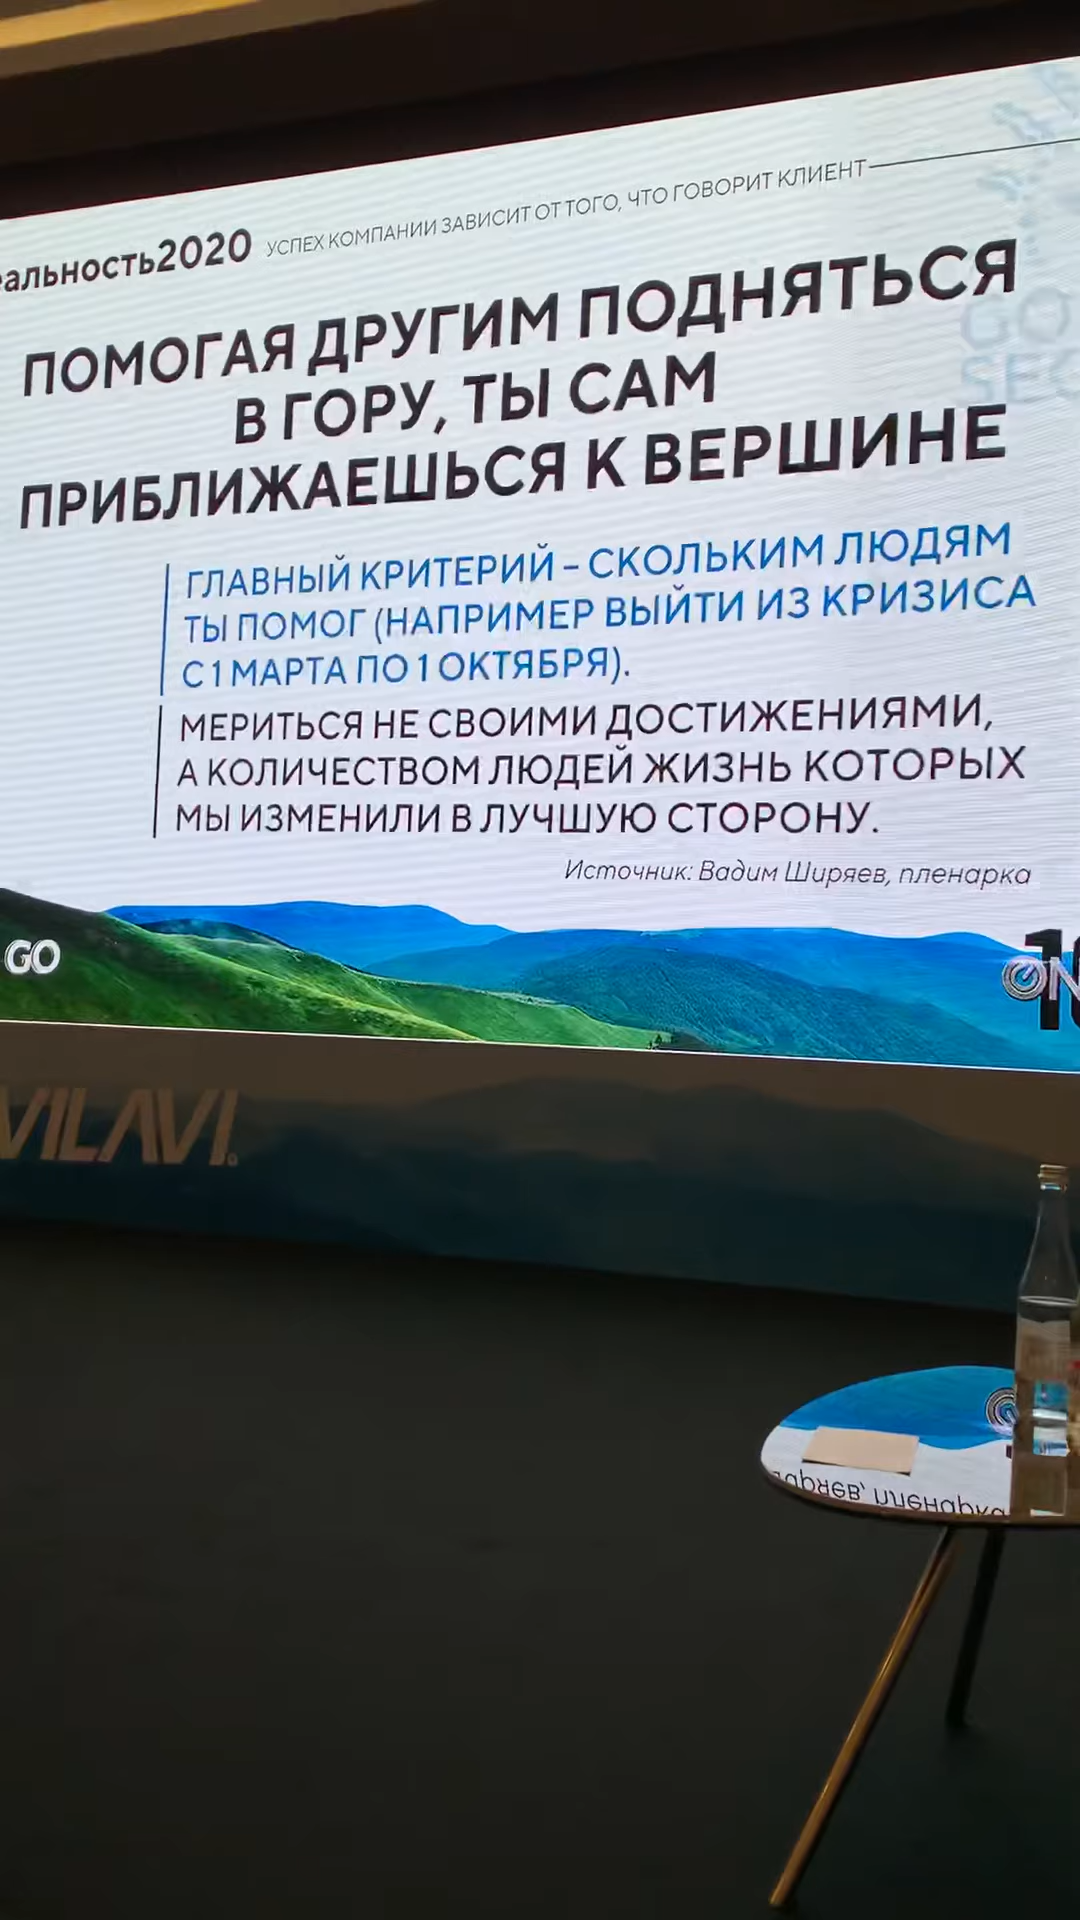 еальность2020 УСПЕХ КОМПАНИИ ЗАВИСИТ ОТ ТОГО, ЧТО ГОВОРИТ КЛИЕНТ
ПОМОГАЯ ДРУГИМ ПОДНЯТЬСЯ
В ГОРУ, ТЫ САМ
ПРИБЛИЖАЕШЬСЯ К ВЕРШИНЕ
GO
ГЛАВНЫЙ КРИТЕРИЙ – СКОЛЬКИМ ЛЮДЯМ
ТЫ ПОМОГ (НАПРИМЕР ВЫЙТИ ИЗ КРИЗИСА
С 1 МАРТА ПО 1 ОКТЯБРЯ).
МЕРИТЬСЯ НЕ СВОИМИ ДОСТИЖЕНИЯМИ,
А КОЛИЧЕСТВОМ ЛЮДЕЙ ЖИЗНЬ КОТОРЫХ
МЫ ИЗМЕНИЛИ В ЛУЧШУЮ СТОРОНУ.
Источник: Вадим Ширяев, пленарка
GO
VILAVI